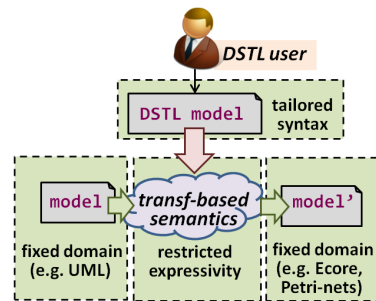 DSTL user
DSTL model
tailored
syntax
model
transf-based
semantics
model’
fixed domain
(e.g. UML)
restricted
expressivity
fixed domain
(e.g. Ecore,
Petri-nets)